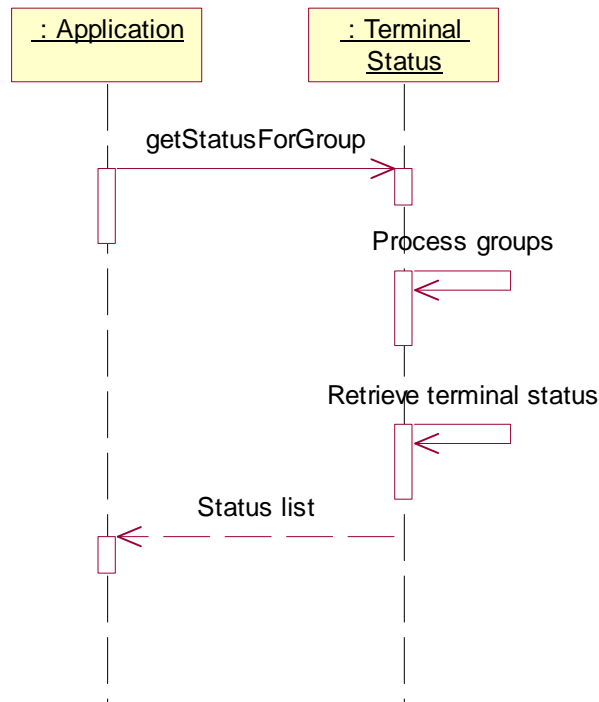 : Application
: Terminal
Status
getStatusForGroup
Process groups
Retrieve terminal status
Status list